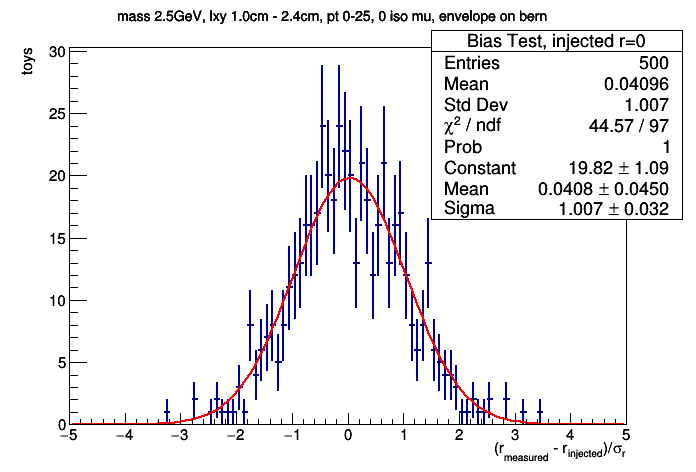 mass 2.5GeV, lxy 1.0cm - 2.4cm, pt 0-25, 0 iso mu, envelope on bern
Bias Test, injected r=0
Entries 500
Mean 0.04096
Std Dev 1.007
χ² / ndf 44.57 / 97
Prob 1
Constant 19.82 ± 1.09
Mean 0.0408 ± 0.0450
Sigma 1.007 ± 0.032
toys
30
25
20
15
10
5
0
−5 −4 −3 −2 −1 0 1 2 3 4 5
(r_measured - r_injected)/σ_r